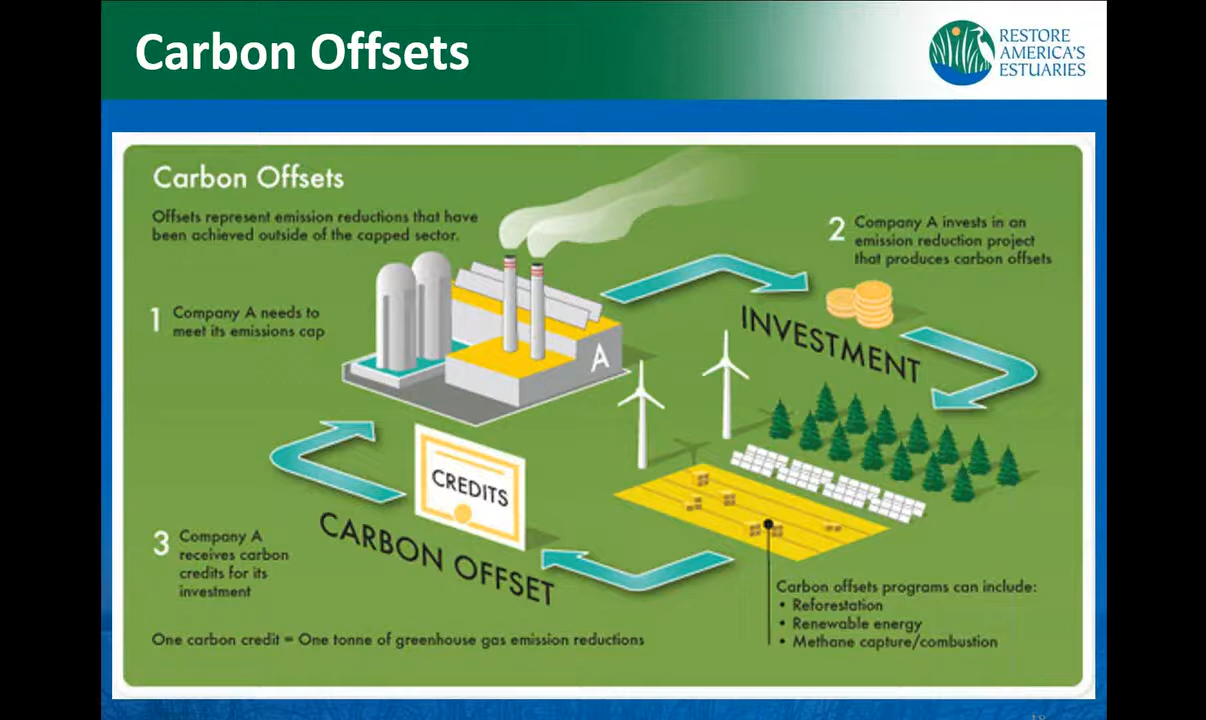 Carbon Offsets
RESTORE
AMERICA'S
ESTUARIES
Carbon Offsets
Offsets represent emission reductions that have
been achieved outside of the capped sector.
1 Company A needs to
meet its emissions cap
A
2 Company A invests in an
emission reduction project
that produces carbon offsets
INVESTMENT
CREDITS
CARBON OFFSET
3 Company A
receives carbon
credits for its
investment
Carbon offsets programs can include:
• Reforestation
• Renewable energy
• Methane capture/combustion
One carbon credit = One tonne of greenhouse gas emission reductions